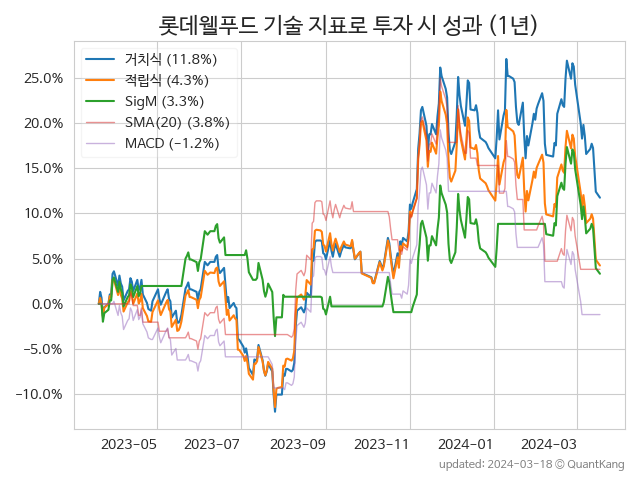 롯데웰푸드 기술 지표로 투자 시 성과 (1년)
거치식 (11.8%)
적립식 (4.3%)
SigM (3.3%)
SMA(20) (3.8%)
MACD (−1.2%)
25.0%
20.0%
15.0%
10.0%
5.0%
0.0%
−5.0%
−10.0%
2023-05 2023-07 2023-09 2023-11 2024-01 2024-03
updated: 2024-03-18 © QuantKang